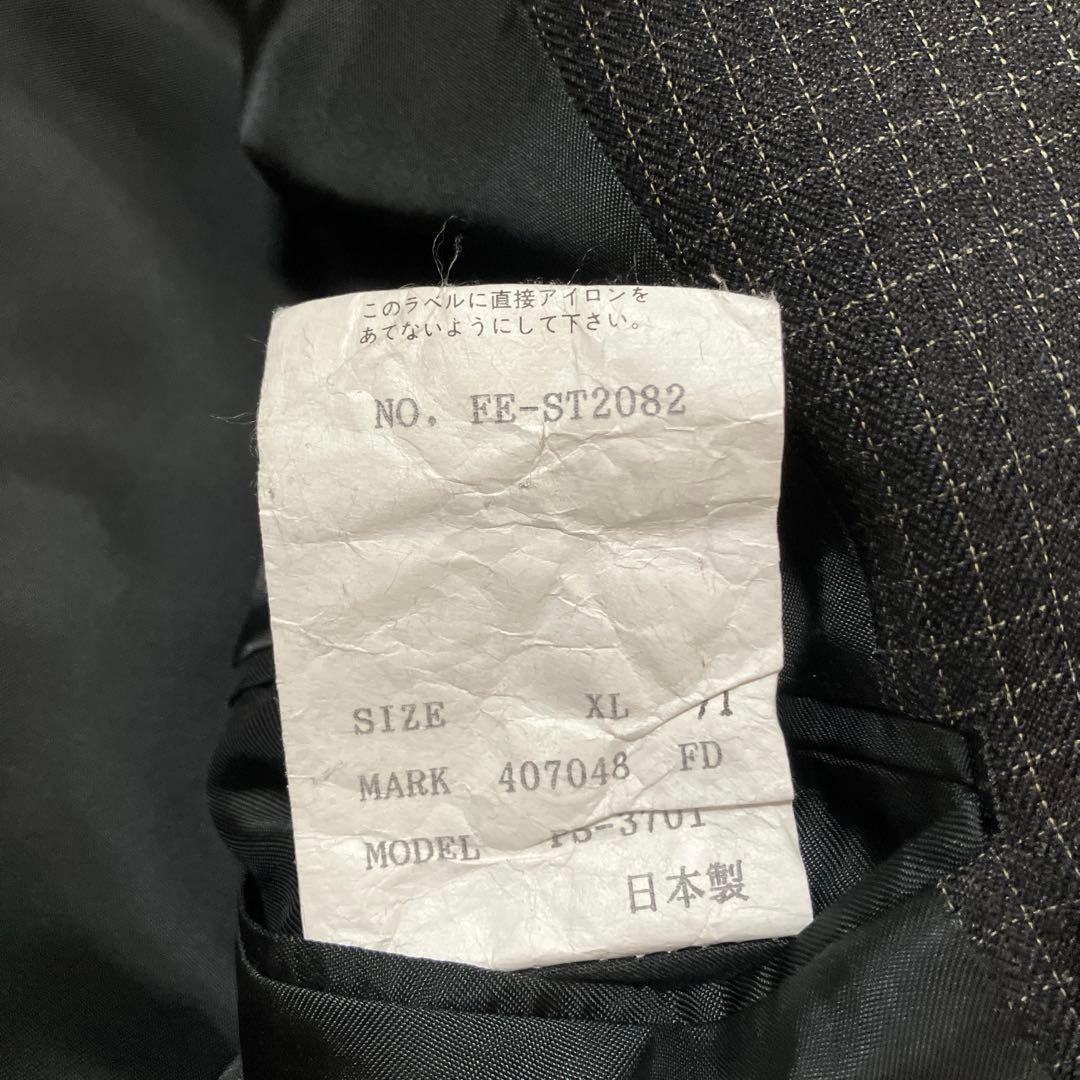 このラベルに直接アイロンを
あてないようにして下さい。
NO. FE-ST2082
SIZE XL
MARK 407048 FD
MODEL
日本製